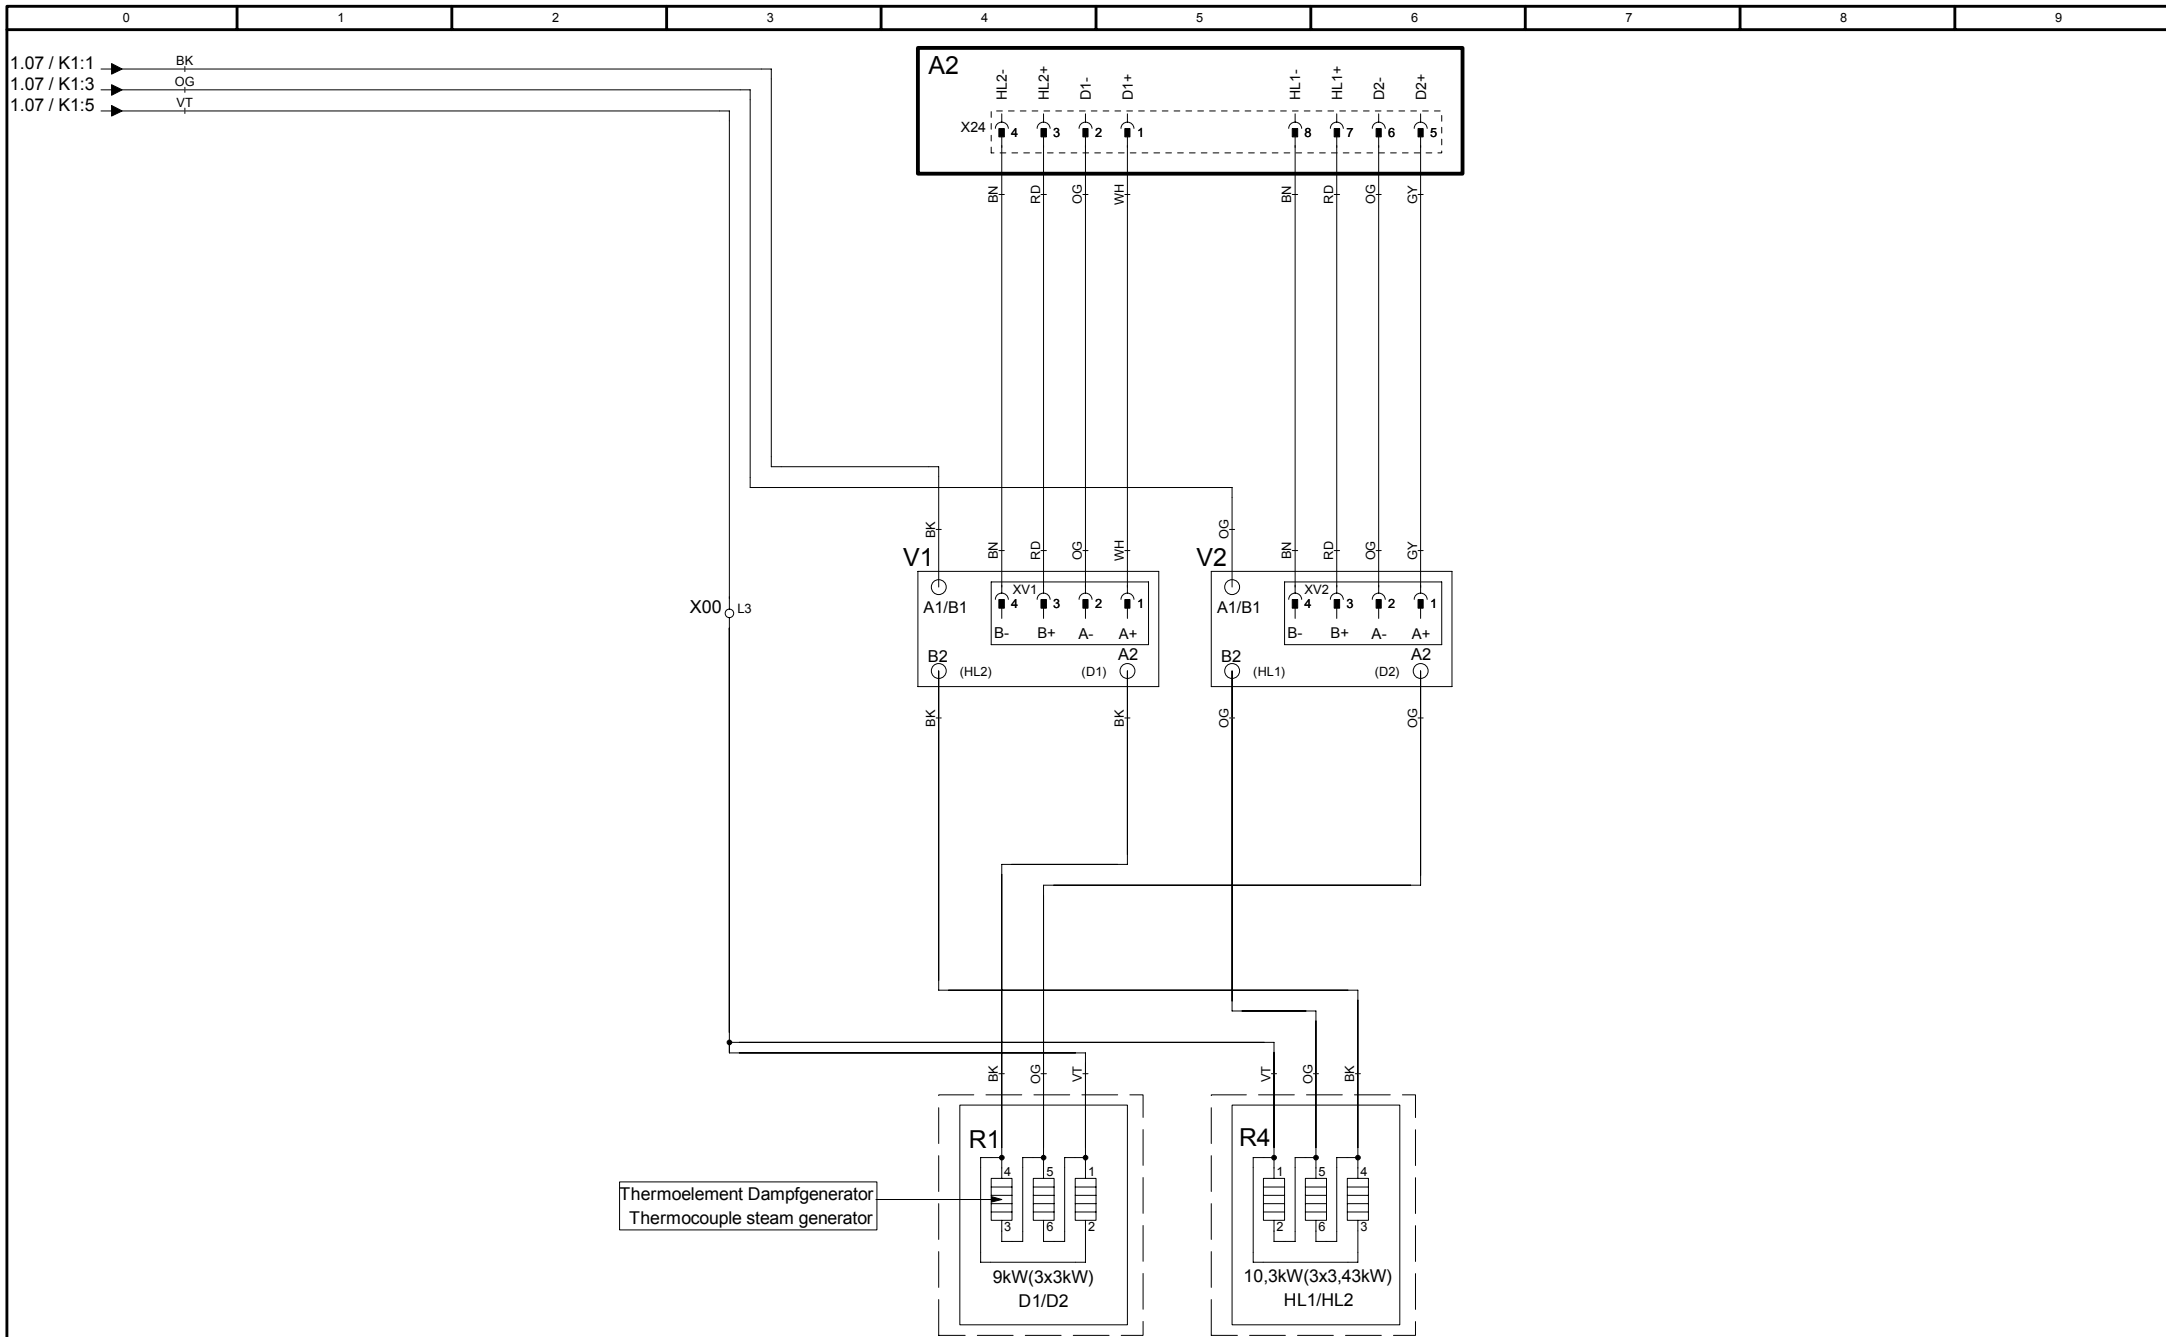 0 1 2 3 4 5 6 7 8 9
1.07 / K1:1 BK
1.07 / K1:3 OG
1.07 / K1:5 VT
A2
HL2- HL2+ D1- D1+ HL1- HL1+ D2- D2+
X24 4 3 2 1 8 7 6 5
BN RD OG WH BN RD OG GY
BK BN RD OG WH OG BN RD OG GY
V1 V2
XV1 XV2
4 3 2 1 4 3 2 1
X00 L3 A1/B1 A1/B1
B- B+ A- A+ B- B+ A- A+
B2 (HL2) (D1) A2 B2 (HL1) (D2) A2
BK BK OG OG
BK OG VT VT OG BK
R1 R4
4 5 1 1 5 4
Thermoelement Dampfgenerator
Thermocouple steam generator
3 6 2 2 6 3
9kW(3x3kW) 10,3kW(3x3,43kW)
D1/D2 HL1/HL2